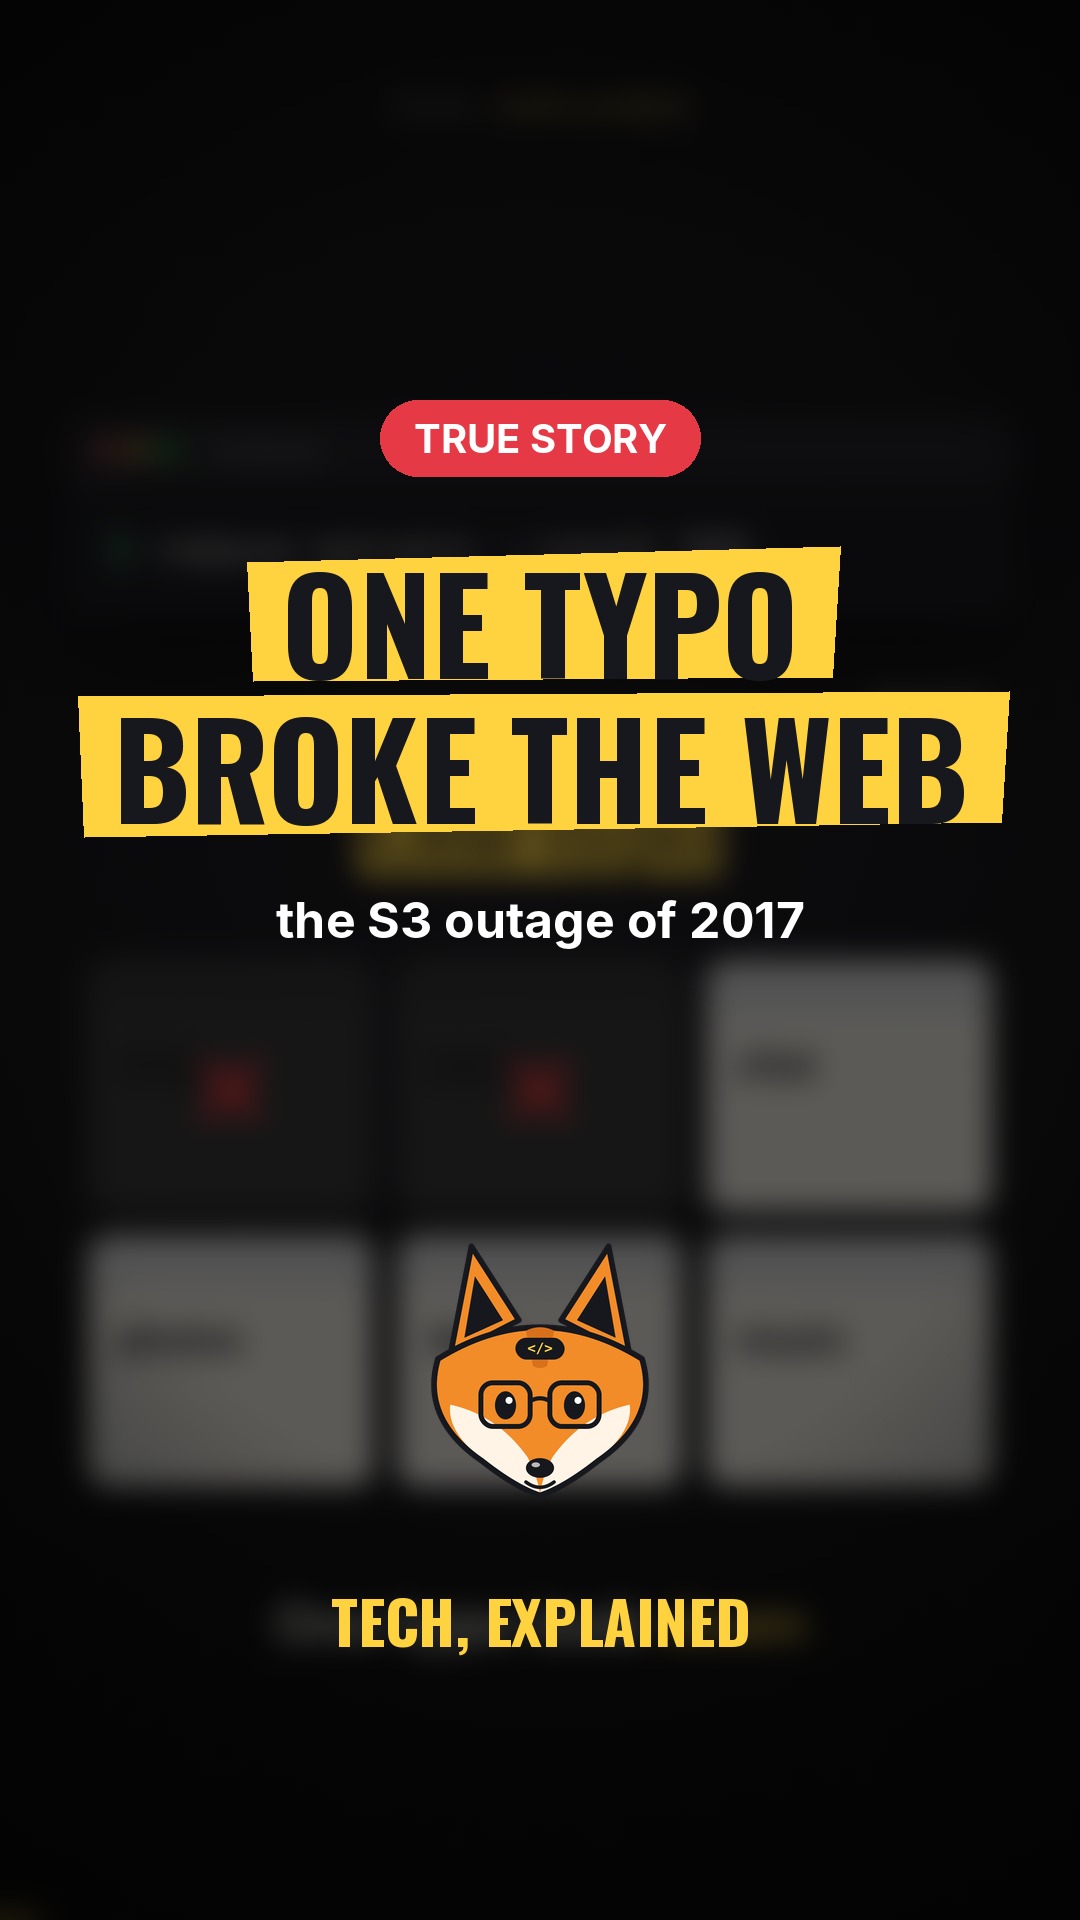 TRUE STORY
ONE TYPO
BROKE THE WEB
the S3 outage of 2017
</>
TECH, EXPLAINED